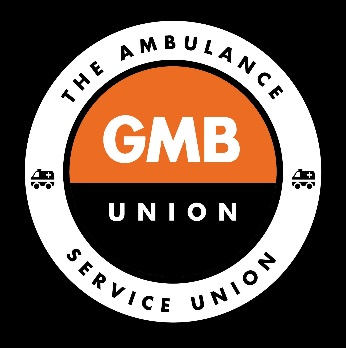 THE AMBULANCE
GMB
UNION
SERVICE UNION